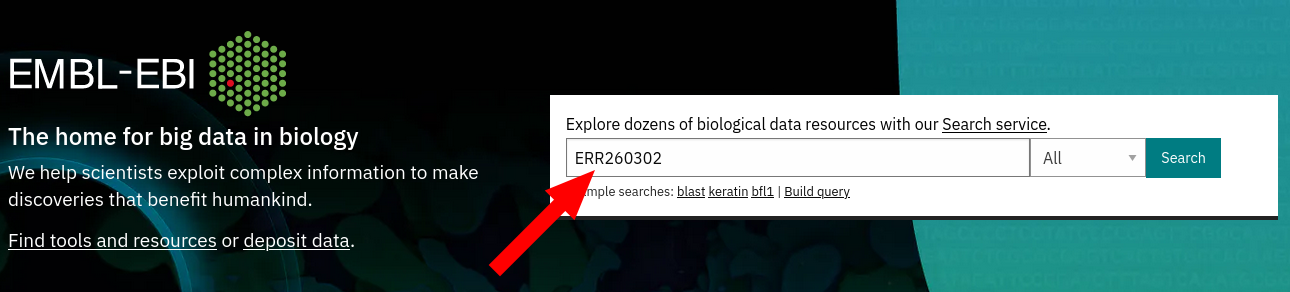 EMBL-EBI
The home for big data in biology
We help scientists exploit complex information to make
discoveries that benefit humankind.
Find tools and resources or deposit data.
Explore dozens of biological data resources with our Search service.
ERR260302
All
Search
mple searches: blast keratin bfl1 | Build query